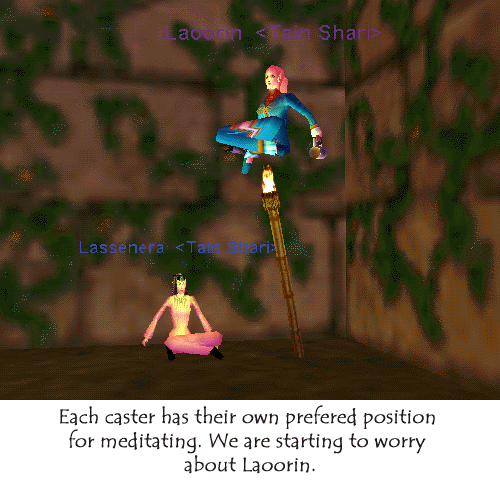 Laoorin <Tain Shari>
Lassenera <Tain Shari>
Each caster has their own prefered position
for meditating. We are starting to worry
about Laoorin.